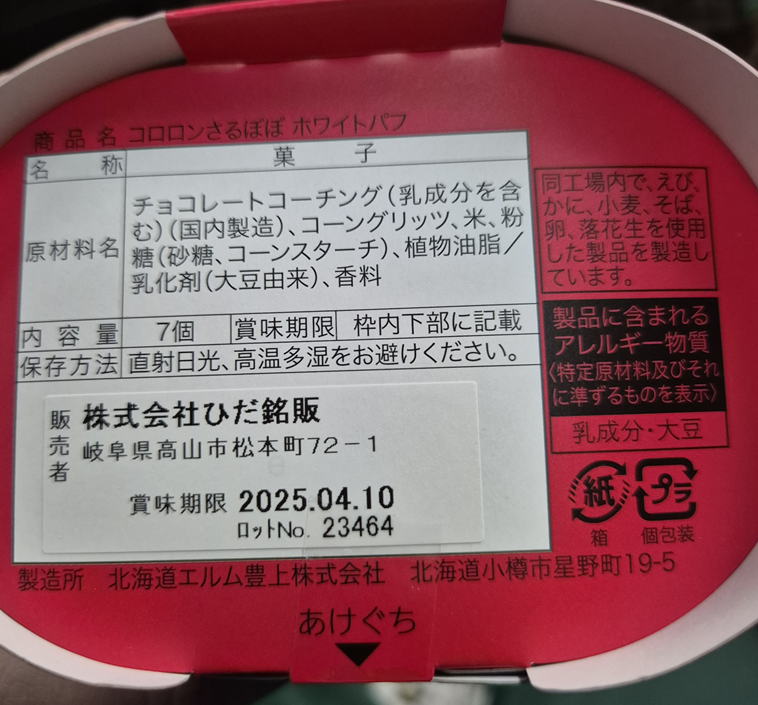 商品名 コロロンさるぼぼ ホワイトパフ
名称 菓子
原材料名 チョコレートコーチング(乳成分を含
む)(国内製造)、コーングリッツ、米、粉
糖(砂糖、コーンスターチ)、植物油脂/
乳化剤(大豆由来)、香料
内容量 7個 賞味期限 枠内下部に記載
保存方法 直射日光、高温多湿をお避けください。
販売者 株式会社ひだ銘販
岐阜県高山市松本町72-1
賞味期限 2025.04.10
ロットNo. 23464
同工場内で、えび、
かに、小麦、そば、
卵、落花生を使用
した製品を製造し
ています。
製品に含まれる
アレルギー物質
〈特定原材料及びそれ
に準ずるものを表示〉
乳成分・大豆
紙
箱
プラ
個包装
製造所 北海道エルム豊上株式会社 北海道小樽市星野町19-5
あけぐち